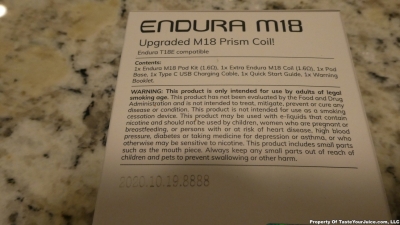 ENDURA M18
Upgraded M18 Prism Coil!
Endura T18E compatible
Contents:
1x Endura M18 Pod Kit (1.6Ω), 1x Extra Endura M18 Coil (1.6Ω), 1x Pod
Base, 1x Type C USB Charging Cable, 1x Quick Start Guide, 1x Warning
Booklet.
WARNING: This product is only intended for use by adults of legal
smoking age. This product has not been evaluated by the Food and Drug
Administration and is not intended to treat, mitigate, prevent or cure any
disease or condition. This product is not intended for use as a smoking
cessation device. This product may be used with e-liquids that contain
nicotine and should not be used by children, women who are pregnant or
breastfeeding, or persons with or at risk of heart disease, high blood
pressure, diabetes or taking medicine for depression or asthma, or who
otherwise may be sensitive to nicotine. This product includes small parts
such as the mouth piece. Always keep any small parts out of reach of
children and pets to prevent swallowing or other harm.
2020.10.19.2888
Property Of TasteYourJuice.com, LLC